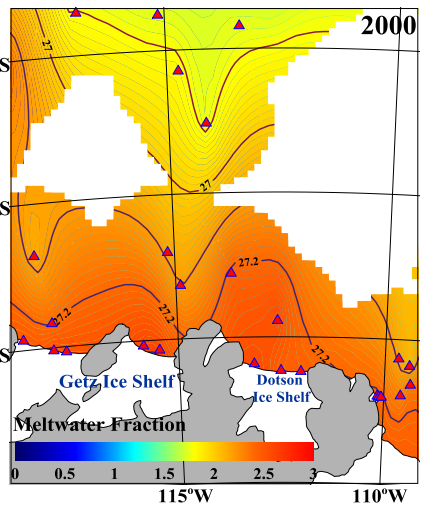 2000
27
S
27
S
27.2
27.2
27.2
27.2
S
Getz Ice Shelf
Dotson
Ice Shelf
Meltwater Fraction
0 0.5 1 1.5 2 2.5 3
115°W 110°W